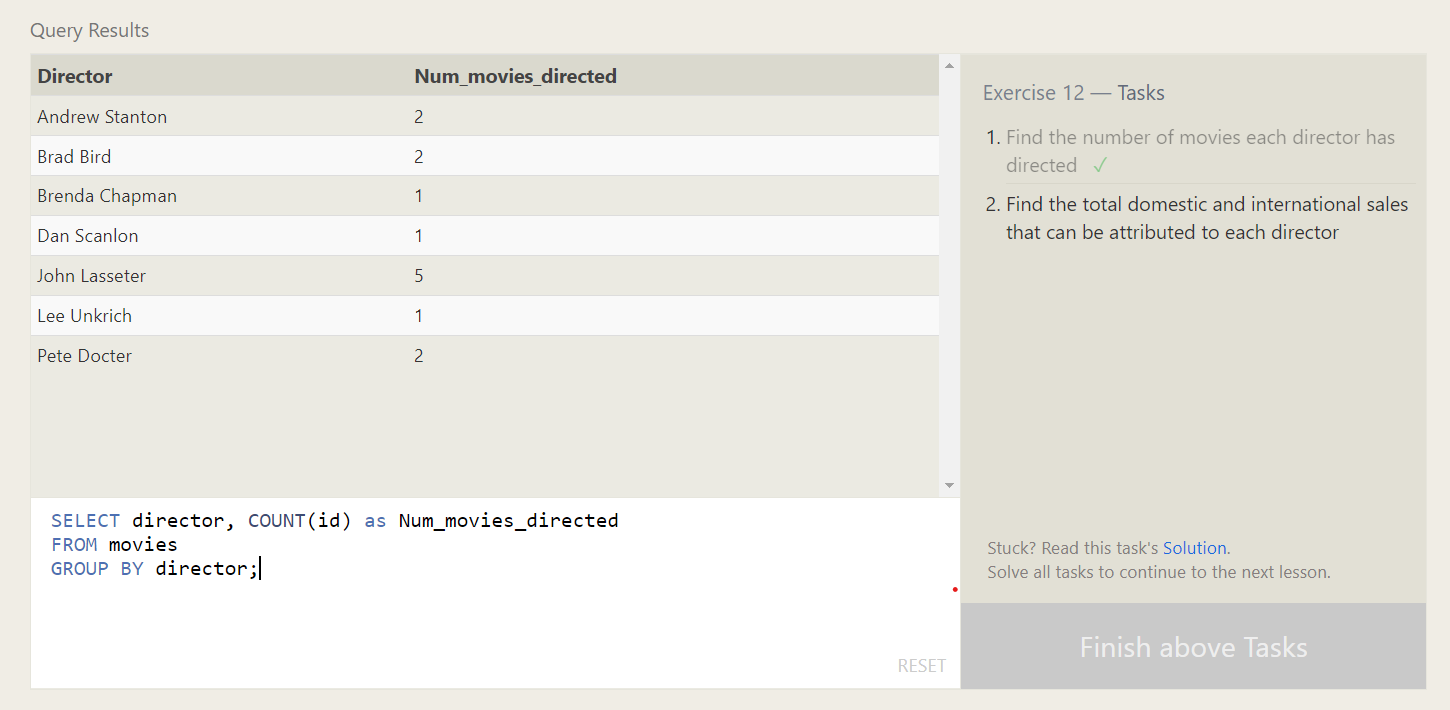 Query Results
Director Num_movies_directed
Andrew Stanton 2
Brad Bird 2
Brenda Chapman 1
Dan Scanlon 1
John Lasseter 5
Lee Unkrich 1
Pete Docter 2
SELECT director, COUNT(id) as Num_movies_directed
FROM movies
GROUP BY director;
RESET
Exercise 12 — Tasks
1. Find the number of movies each director has
directed ✓
2. Find the total domestic and international sales
that can be attributed to each director
Stuck? Read this task's Solution.
Solve all tasks to continue to the next lesson.
Finish above Tasks